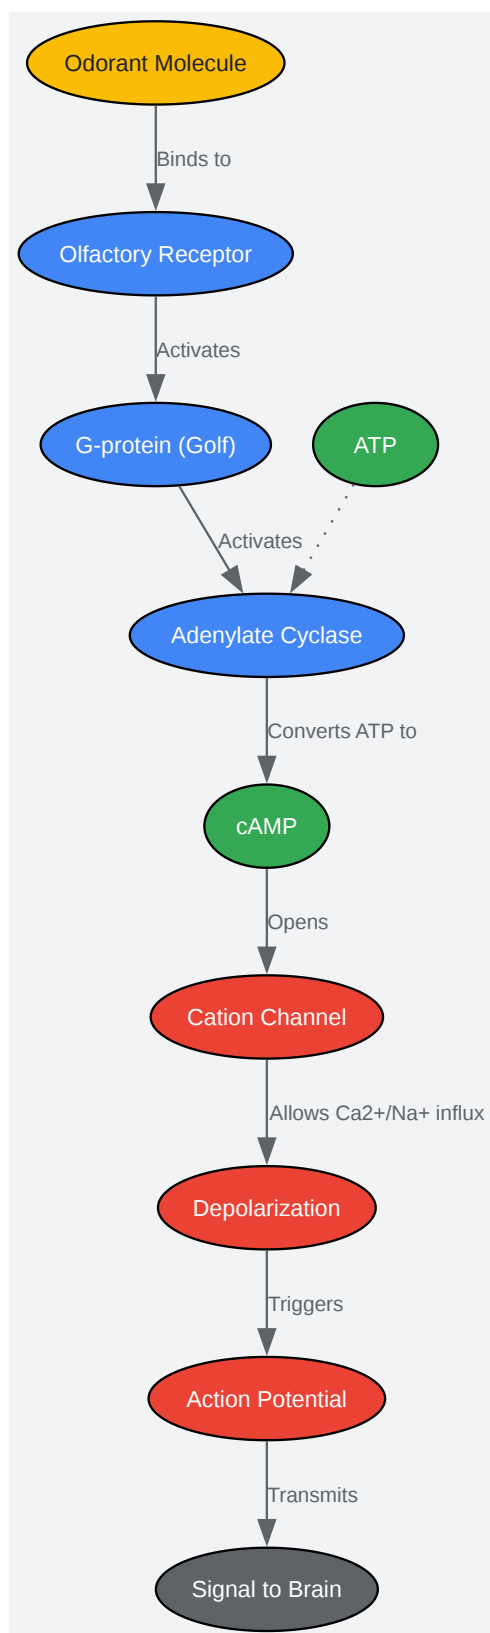 Odorant Molecule
Binds to
Olfactory Receptor
Activates
G-protein (Golf)
ATP
Activates
Adenylate Cyclase
Converts ATP to
cAMP
Opens
Cation Channel
Allows Ca2+/Na+ influx
Depolarization
Triggers
Action Potential
Transmits
Signal to Brain